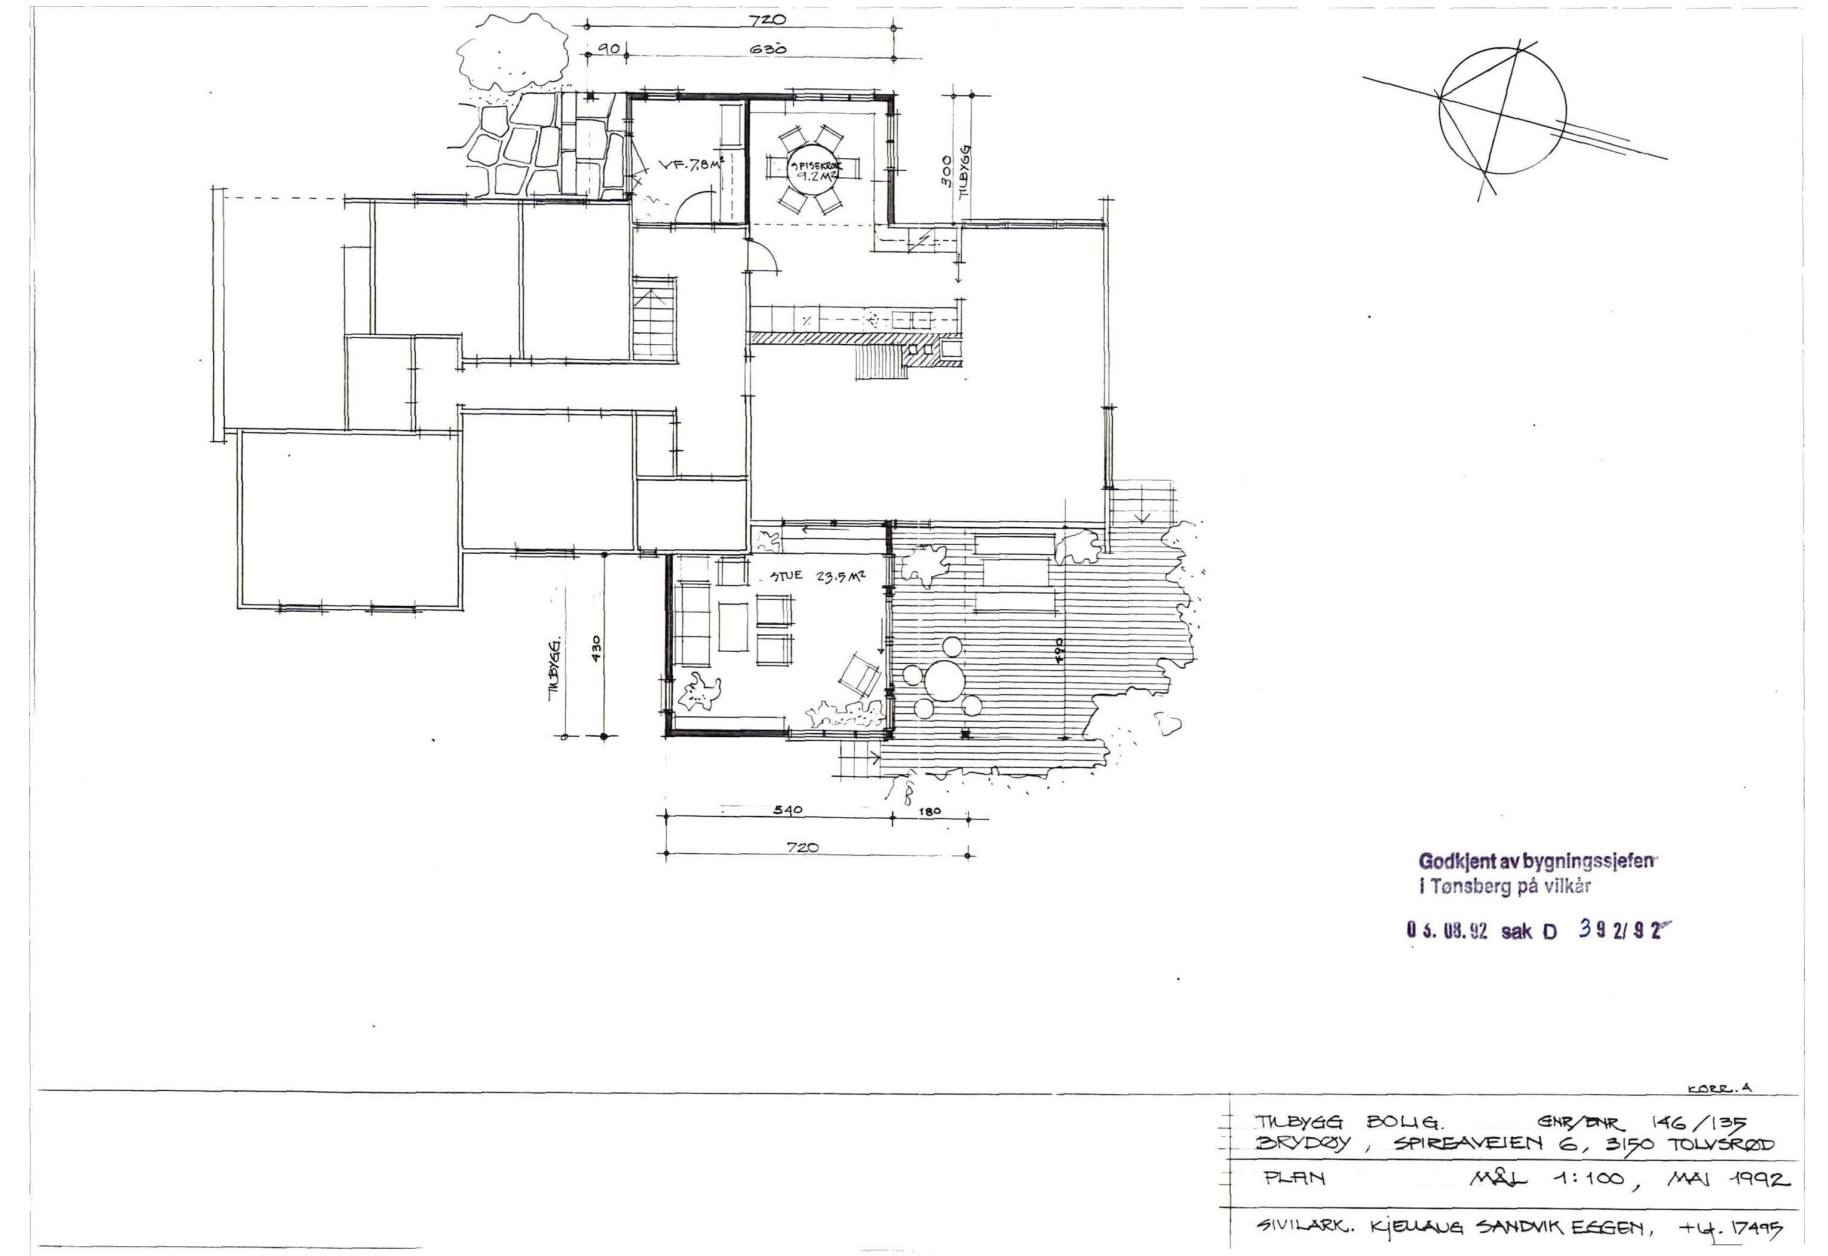 720
90 630
VF. 7,8 M²
SPISEKROK
9.2 M²
300
TILBYGG
STUE 23,5 M²
TILBYGG.
430
490
540 180
720
Godkjent av bygningssjefen
i Tønsberg på vilkår
08.92 sak D 392/92
KORR. A
TILBYGG BOLIG. GNR/BNR 146/135
BRYDØY, SPIREAVEIEN 6, 3150 TOLVSRØD
PLAN MÅL 1:100, MAI 1992
SIVILARK. KJELLAUG SANDVIK EGGEN, tlf. 17495